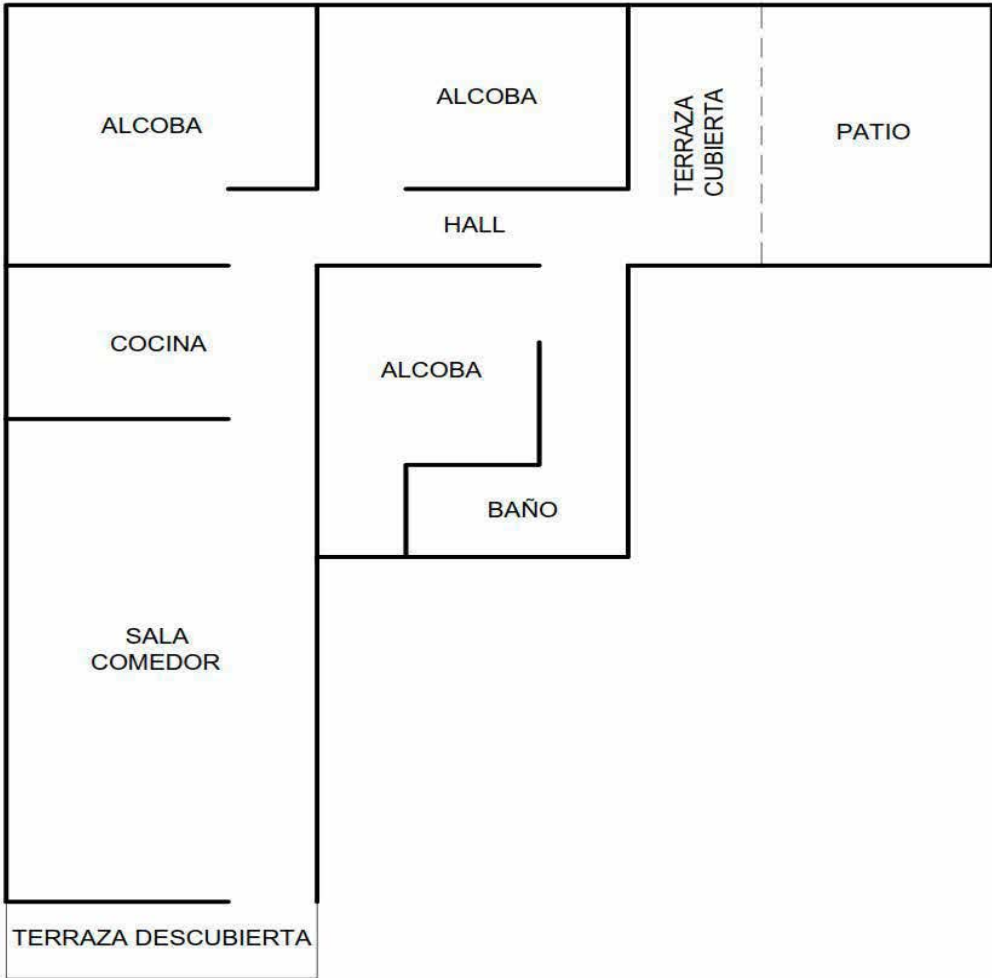 ALCOBA
ALCOBA
TERRAZA
CUBIERTA
PATIO
HALL
COCINA
ALCOBA
BAÑO
SALA
COMEDOR
TERRAZA DESCUBIERTA